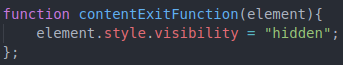 function contentExitFunction(element){
    element.style.visibility = "hidden";
};